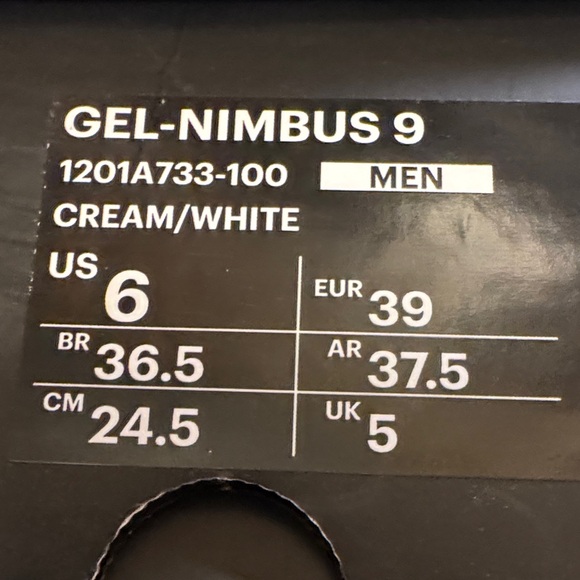 GEL-NIMBUS 9
1201A733-100 MEN
CREAM/WHITE
US 6 EUR 39
BR 36.5 AR 37.5
CM 24.5 UK 5